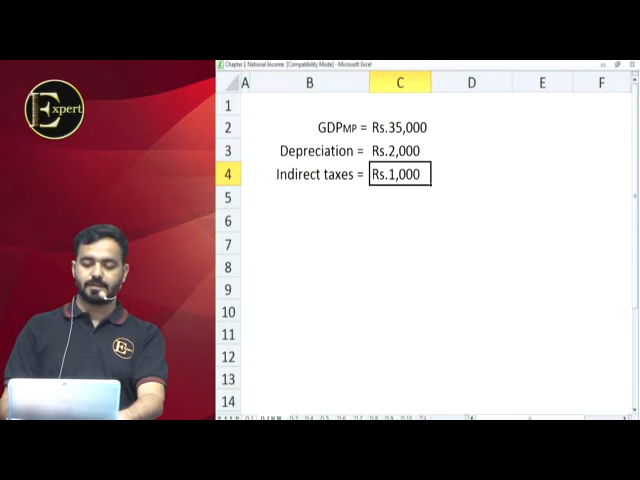 Expert
Chapter 1 National Income [Compatibility Mode] - Microsoft Excel
A B C D E F
1
2 GDPMP = Rs.35,000
3 Depreciation = Rs.2,000
4 Indirect taxes = Rs.1,000
5
6
7
8
9
10
11
12
13
14
E